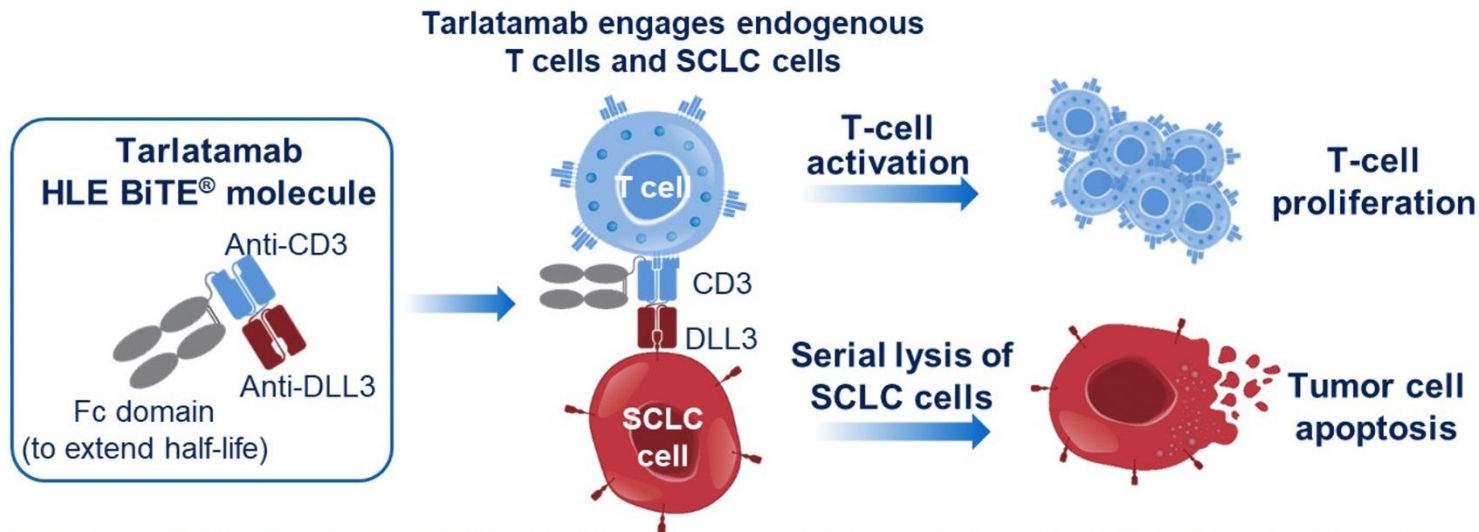 Tarlatamab engages endogenous
T cells and SCLC cells
Tarlatamab
HLE BiTE® molecule
Anti-CD3
Anti-DLL3
Fc domain
(to extend half-life)
T cell
CD3
DLL3
SCLC
cell
T-cell
activation
T-cell
proliferation
Serial lysis of
SCLC cells
Tumor cell
apoptosis